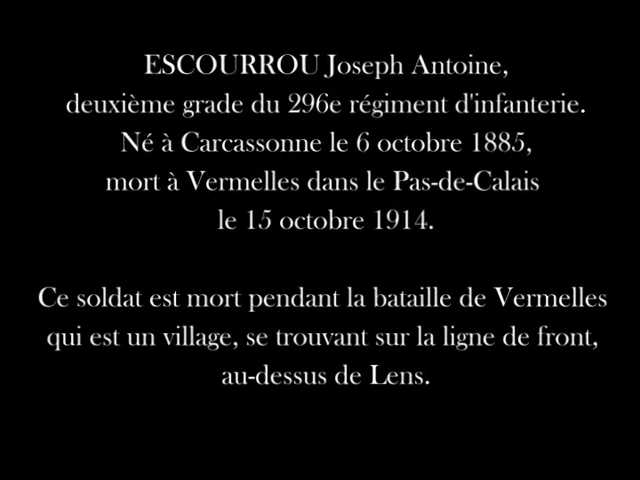 ESCOURROU Joseph Antoine,
deuxième grade du 296e régiment d'infanterie.
Né à Carcassonne le 6 octobre 1885,
mort à Vermelles dans le Pas-de-Calais
le 15 octobre 1914.
Ce soldat est mort pendant la bataille de Vermelles
qui est un village, se trouvant sur la ligne de front,
au-dessus de Lens.